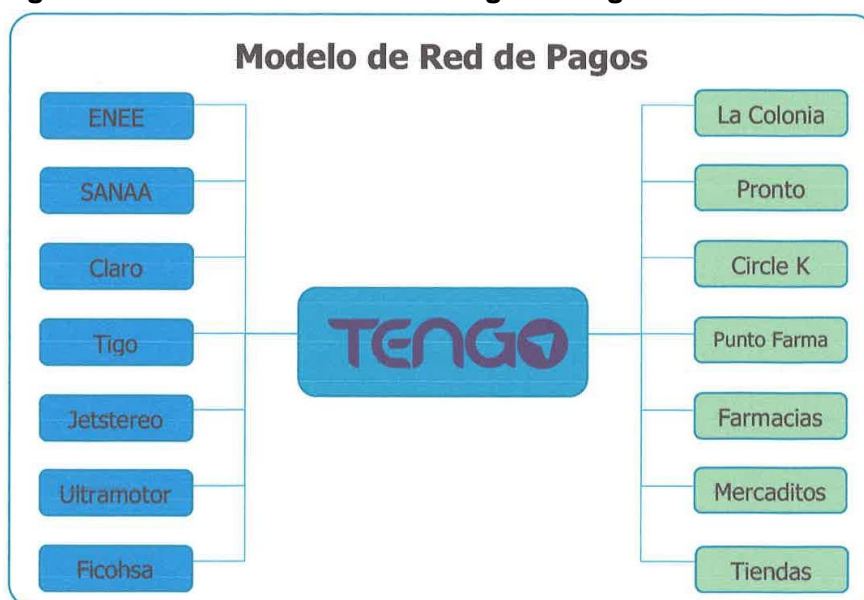 Modelo de Red de Pagos
ENEE
SANAA
Claro
Tigo
Jetstereo
Ultramotor
Ficohsa
TENGO
La Colonia
Pronto
Circle K
Punto Farma
Farmacias
Mercaditos
Tiendas